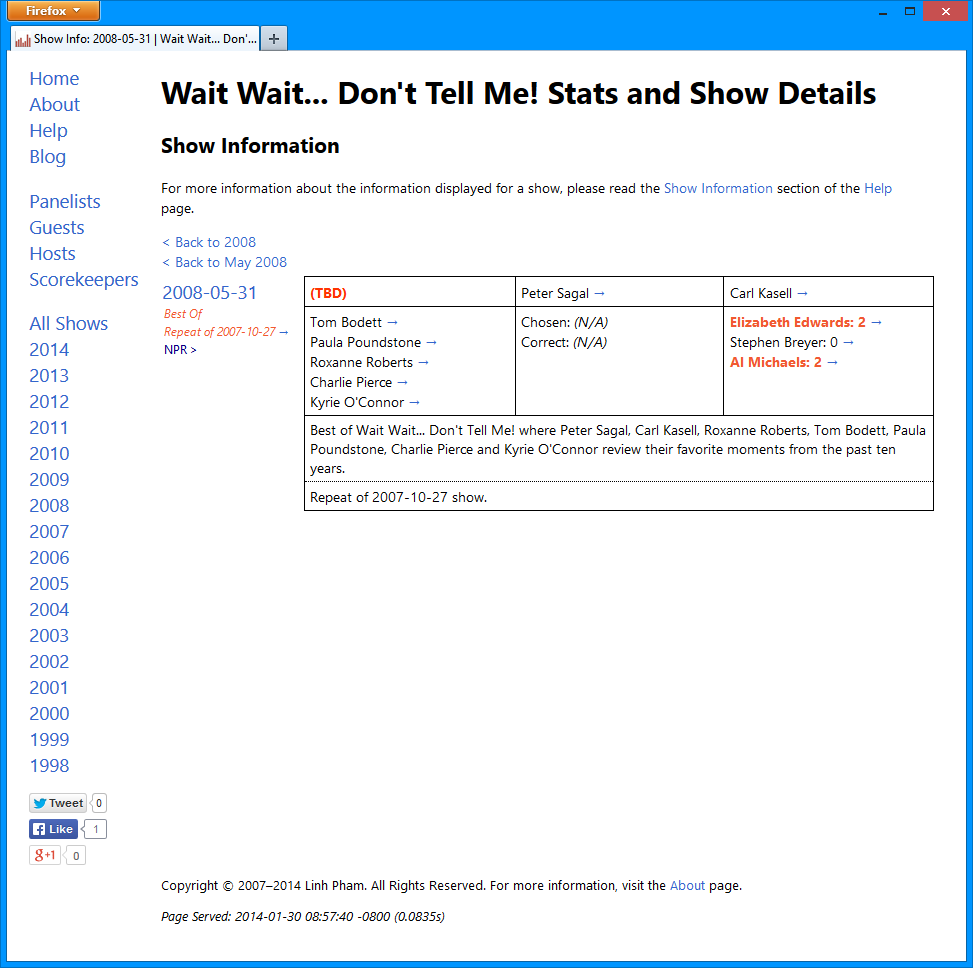 Firefox
Show Info: 2008-05-31 | Wait Wait... Don'...
Home
About
Help
Blog
Panelists
Guests
Hosts
Scorekeepers
All Shows
2014
2013
2012
2011
2010
2009
2008
2007
2006
2005
2004
2003
2002
2001
2000
1999
1998
Tweet 0
Like 1
g+1 0
Wait Wait... Don't Tell Me! Stats and Show Details
Show Information
For more information about the information displayed for a show, please read the Show Information section of the Help
page.
< Back to 2008
< Back to May 2008
2008-05-31
Best Of
Repeat of 2007-10-27 →
NPR >
(TBD)
Peter Sagal →
Carl Kasell →
Tom Bodett →
Paula Poundstone →
Roxanne Roberts →
Charlie Pierce →
Kyrie O'Connor →
Chosen: (N/A)
Correct: (N/A)
Elizabeth Edwards: 2 →
Stephen Breyer: 0 →
Al Michaels: 2 →
Best of Wait Wait... Don't Tell Me! where Peter Sagal, Carl Kasell, Roxanne Roberts, Tom Bodett, Paula
Poundstone, Charlie Pierce and Kyrie O'Connor review their favorite moments from the past ten
years.
Repeat of 2007-10-27 show.
Copyright © 2007–2014 Linh Pham. All Rights Reserved. For more information, visit the About page.
Page Served: 2014-01-30 08:57:40 -0800 (0.0835s)